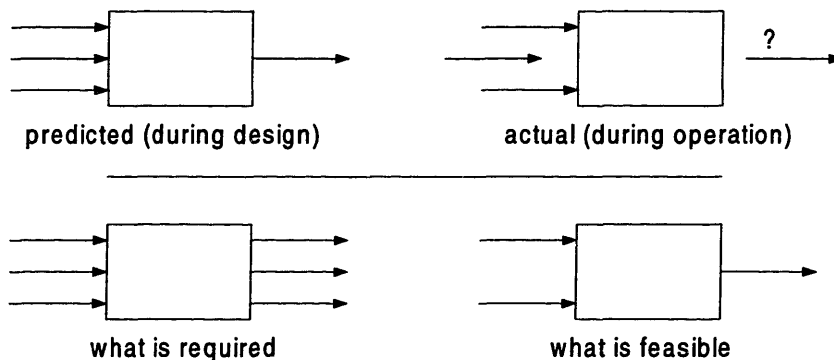 ?
predicted (during design)
actual (during operation)
what is required
what is feasible